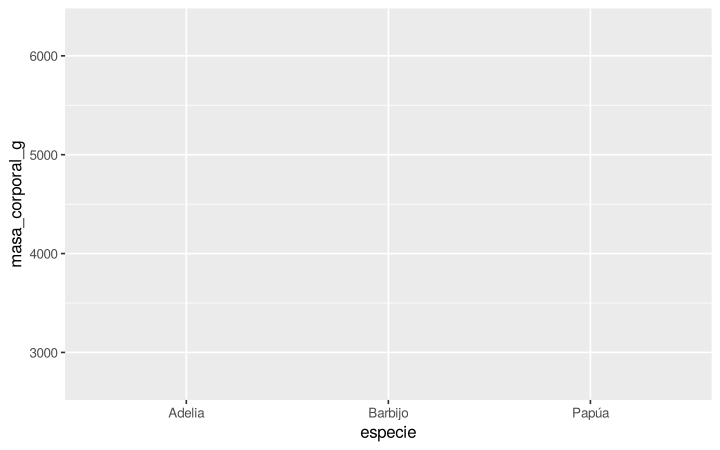 6000
5000
4000
3000
masa_corporal_g
Adelia
Barbijo
Papúa
especie